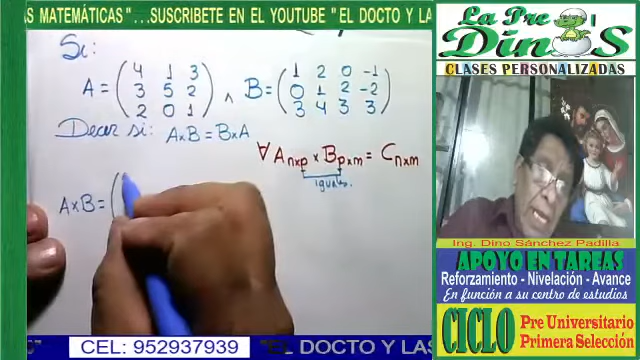 AS MATEMÁTICAS"...SUSCRIBETE EN EL YOUTUBE "EL DOCTO Y LA
La Pre
DinoS
CLASES PERSONALIZADAS
Si:
A = ( 4 1 3 ) ∧ B = ( 1 2 0 -1 )
3 5 2 0 1 2 -2
2 0 1 3 4 3 3
Decir si: A×B = B×A
∀ Anxp × Bpxm = Cnxm
iguales.
A×B = (
Ing. Dino Sánchez Padilla
APOYO EN TAREAS
Reforzamiento - Nivelación - Avance
En función a su centro de estudios
CICLO Pre Universitario
Primera Selección
CEL: 952937939 "EL DOCTO Y LAS